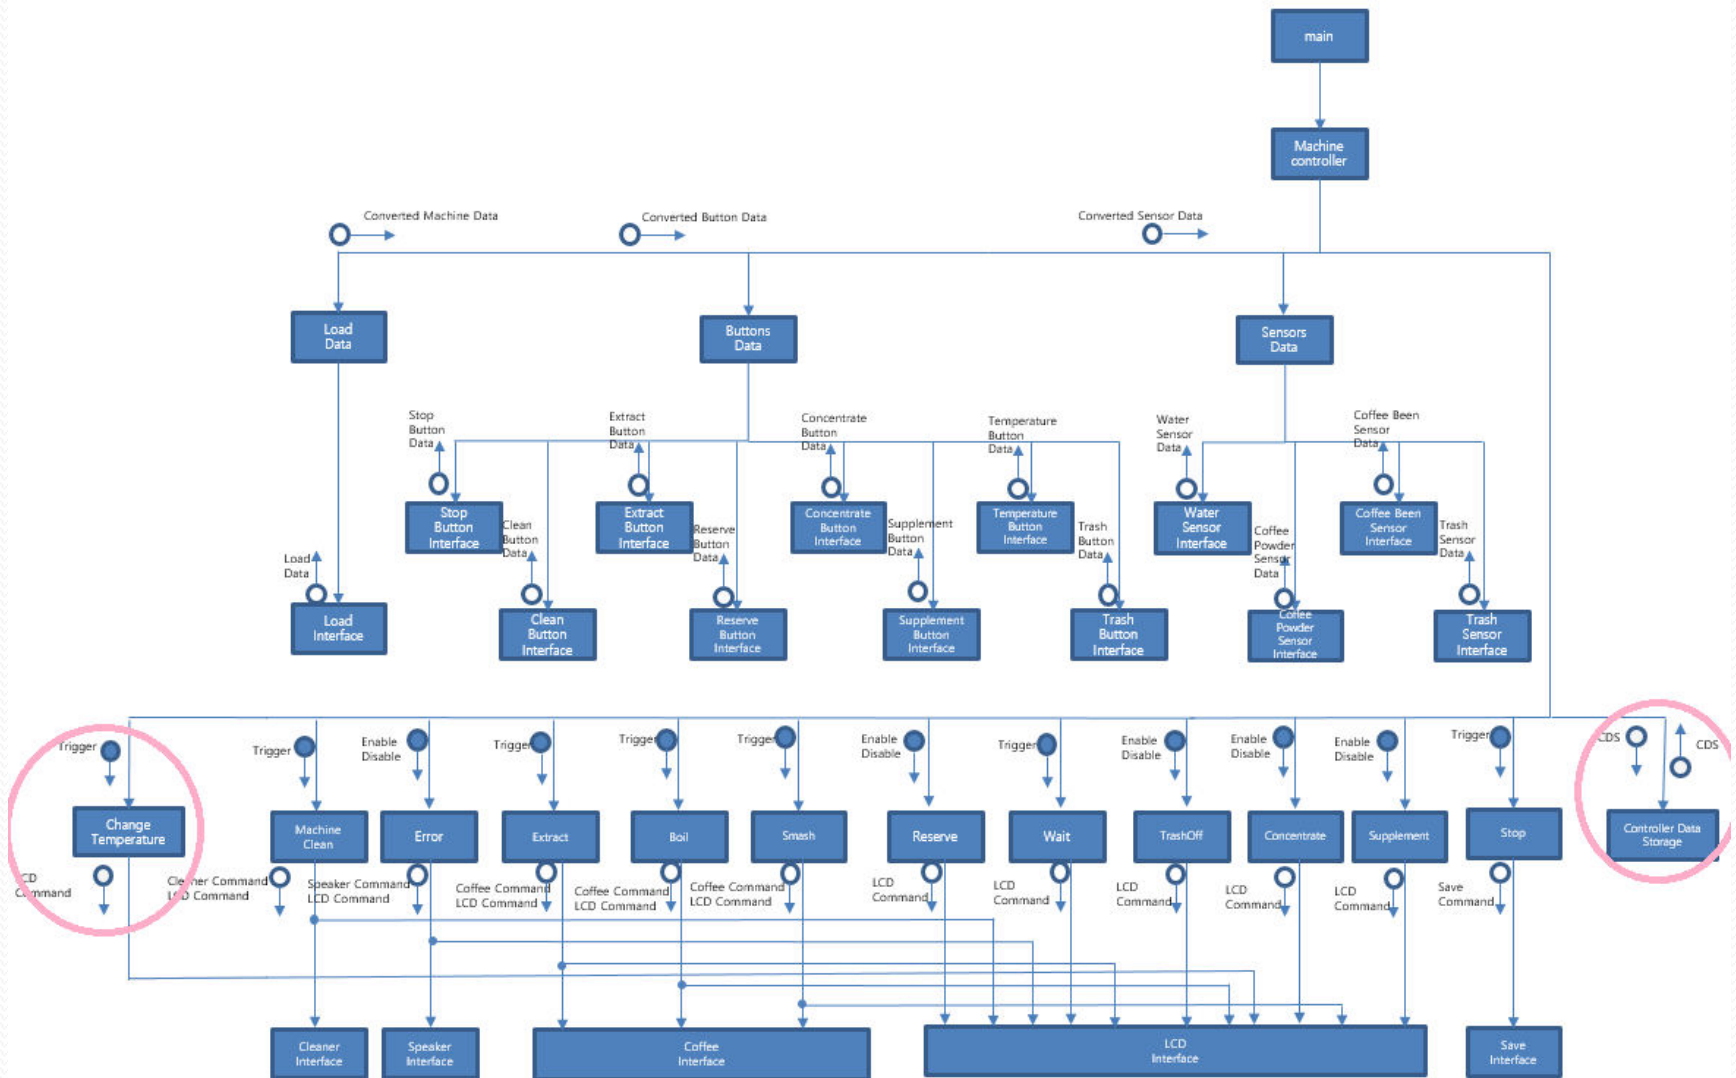 main
Machine
controller
Converted Machine Data
Converted Button Data
Converted Sensor Data
Load
Data
Buttons
Data
Sensors
Data
Stop
Button
Data
Extract
Button
Data
Concentrate
Button
Data
Temperature
Button
Data
Water
Sensor
Data
Coffee Been
Sensor
Data
Stop
Button
Interface
Extract
Button
Interface
Concentrate
Button
Interface
Temperature
Button
Interface
Water
Sensor
Interface
Coffee Been
Sensor
Interface
Load
Data
Clean
Button
Data
Reserve
Button
Data
Supplement
Button
Data
Trash
Button
Data
Coffee
Powder
Sensor
Data
Trash
Sensor
Data
Load
Interface
Clean
Button
Interface
Reserve
Button
Interface
Supplement
Button
Interface
Trash
Button
Interface
Coffee
Powder
Sensor
Interface
Trash
Sensor
Interface
Trigger
Trigger
Enable
Disable
Trigger
Trigger
Trigger
Enable
Disable
Trigger
Enable
Disable
Enable
Disable
Enable
Disable
Trigger
CDS
CDS
Change
Temperature
Machine
Clean
Error
Extract
Boil
Smash
Reserve
Wait
TrashOff
Concentrate
Supplement
Stop
Controller Data
Storage
LCD
Command
Cleaner Command
LCD Command
Speaker Command
LCD Command
Coffee Command
LCD Command
Coffee Command
LCD Command
Coffee Command
LCD Command
LCD
Command
LCD
Command
LCD
Command
LCD
Command
LCD
Command
Save
Command
Cleaner
Interface
Speaker
Interface
Coffee
Interface
LCD
Interface
Save
Interface